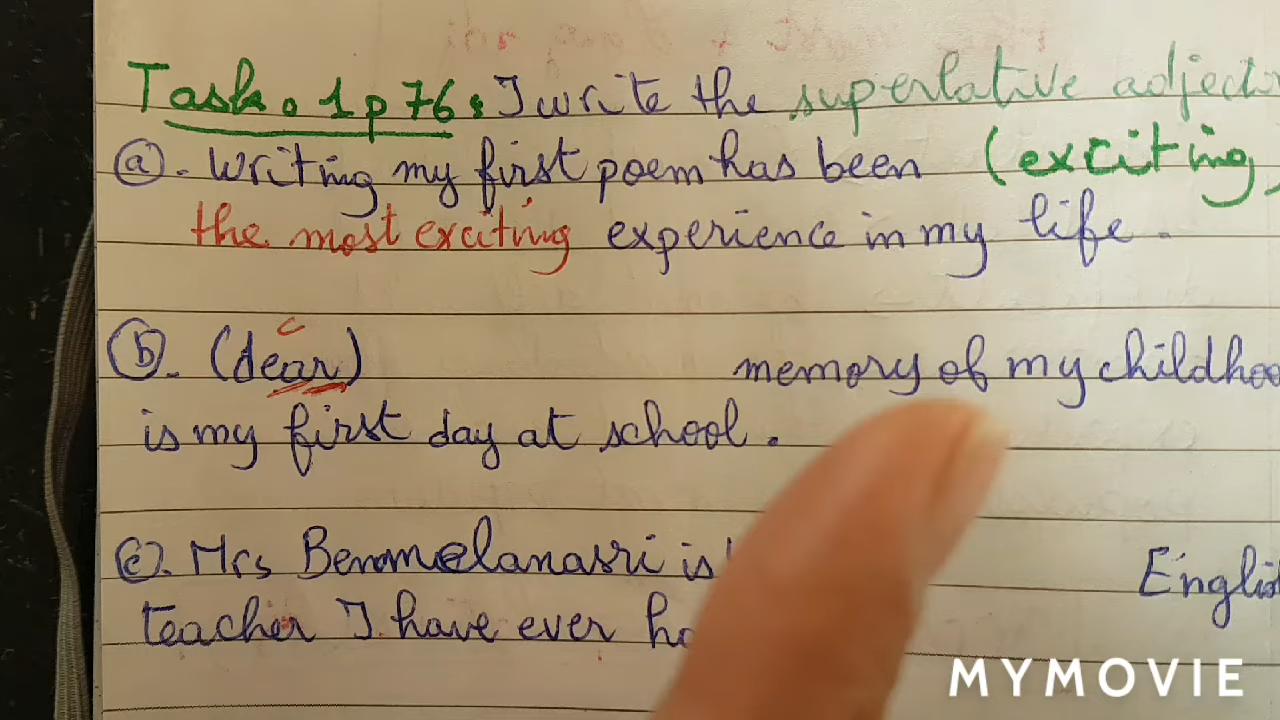 Task. 1 p 76: I write the superlative adjecti
a. Writing my first poem has been (exciting)
the most exciting experience in my life.
c
b. (dear) memory of my childhoo
is my first day at school.
c. Mrs is Englis
teacher I have ever ha
MYMOVIE